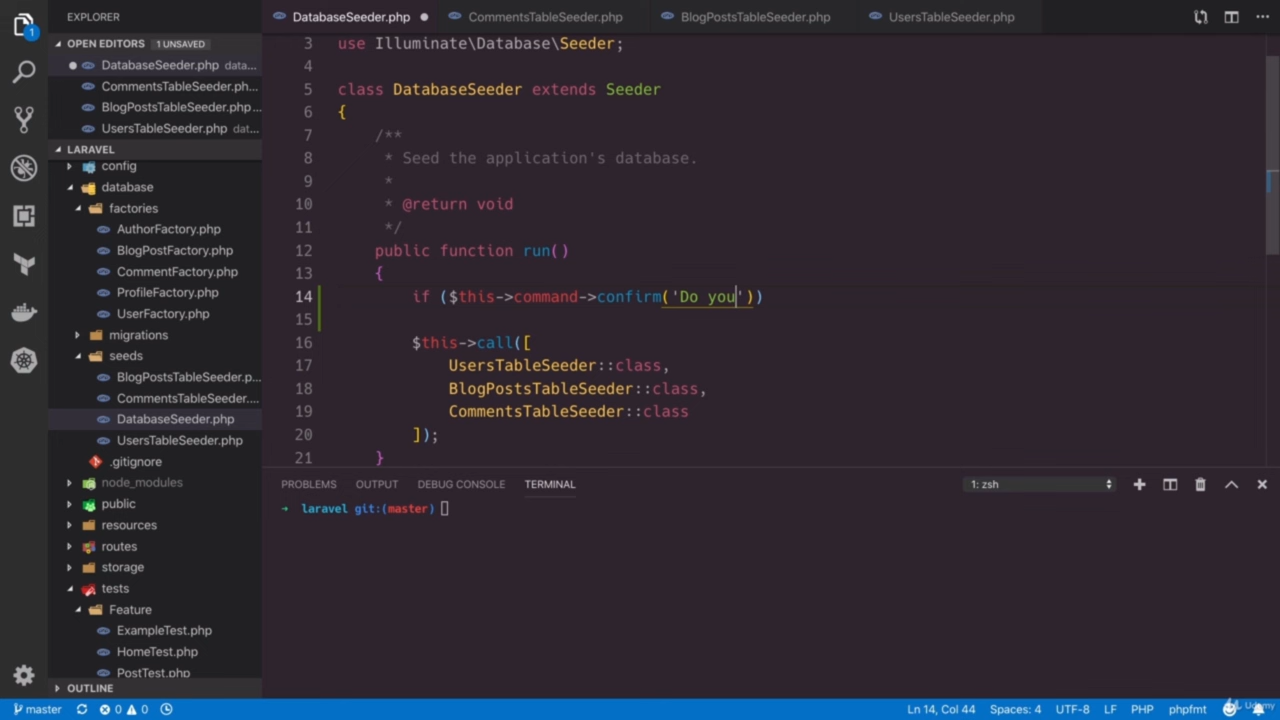 EXPLORER
DatabaseSeeder.php
CommentsTableSeeder.php
BlogPostsTableSeeder.php
UsersTableSeeder.php
1
OPEN EDITORS 1 UNSAVED
DatabaseSeeder.php data...
CommentsTableSeeder.ph...
BlogPostsTableSeeder.php...
UsersTableSeeder.php dat...
LARAVEL
config
database
factories
AuthorFactory.php
BlogPostFactory.php
CommentFactory.php
ProfileFactory.php
UserFactory.php
migrations
seeds
BlogPostsTableSeeder.p...
CommentsTableSeeder....
DatabaseSeeder.php
UsersTableSeeder.php
.gitignore
node_modules
public
resources
routes
storage
tests
Feature
ExampleTest.php
HomeTest.php
PostTest.php
OUTLINE
3 use Illuminate\Database\Seeder;
4
5 class DatabaseSeeder extends Seeder
6 {
7 /**
8 * Seed the application's database.
9 *
10 * @return void
11 */
12 public function run()
13 {
14 if ($this->command->confirm('Do you'))
15
16 $this->call([
17 UsersTableSeeder::class,
18 BlogPostsTableSeeder::class,
19 CommentsTableSeeder::class
20 ]);
21 }
PROBLEMS OUTPUT DEBUG CONSOLE TERMINAL 1: zsh
→ laravel git:(master)
master 0 0 Ln 14, Col 44 Spaces: 4 UTF-8 LF PHP phpfmt
Udemy